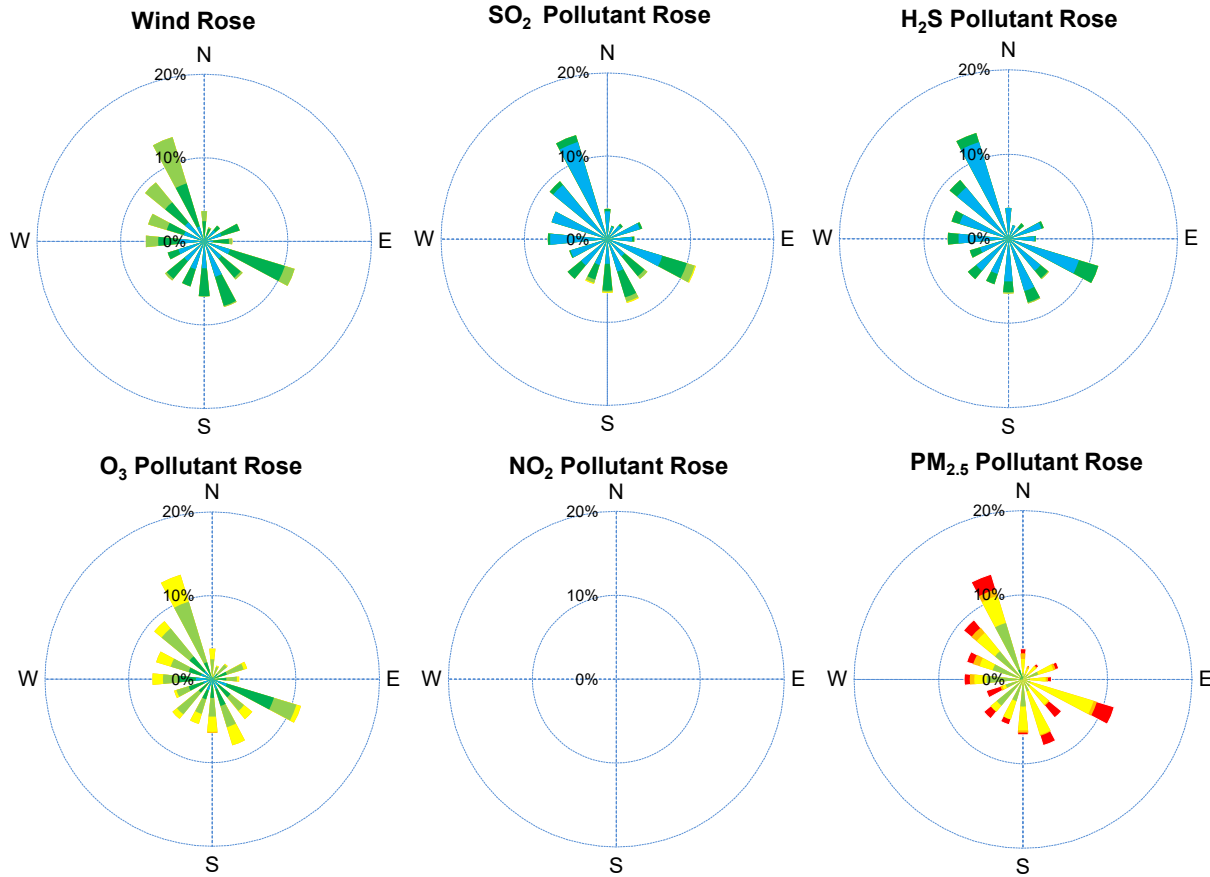 Wind Rose
N
20%
10%
0%
W
E
S
SO₂ Pollutant Rose
N
20%
10%
0%
W
E
S
H₂S Pollutant Rose
N
20%
10%
0%
W
E
S
O₃ Pollutant Rose
N
20%
10%
0%
W
E
S
NO₂ Pollutant Rose
N
20%
10%
0%
W
E
S
PM₂.₅ Pollutant Rose
N
20%
10%
0%
W
E
S